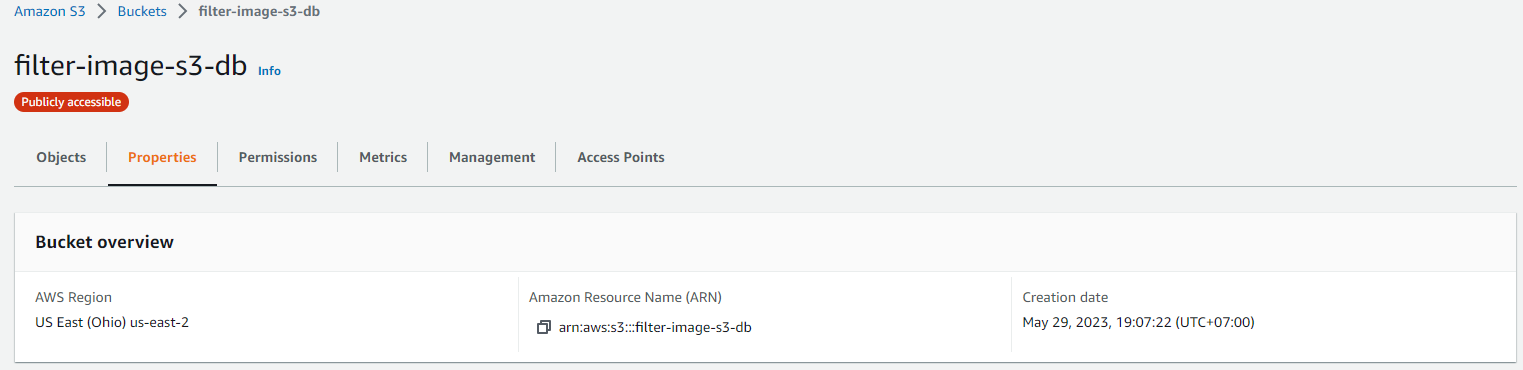 Amazon S3 > Buckets > filter-image-s3-db
filter-image-s3-db Info
Publicly accessible
Objects Properties Permissions Metrics Management Access Points
Bucket overview
AWS Region
US East (Ohio) us-east-2
Amazon Resource Name (ARN)
arn:aws:s3:::filter-image-s3-db
Creation date
May 29, 2023, 19:07:22 (UTC+07:00)